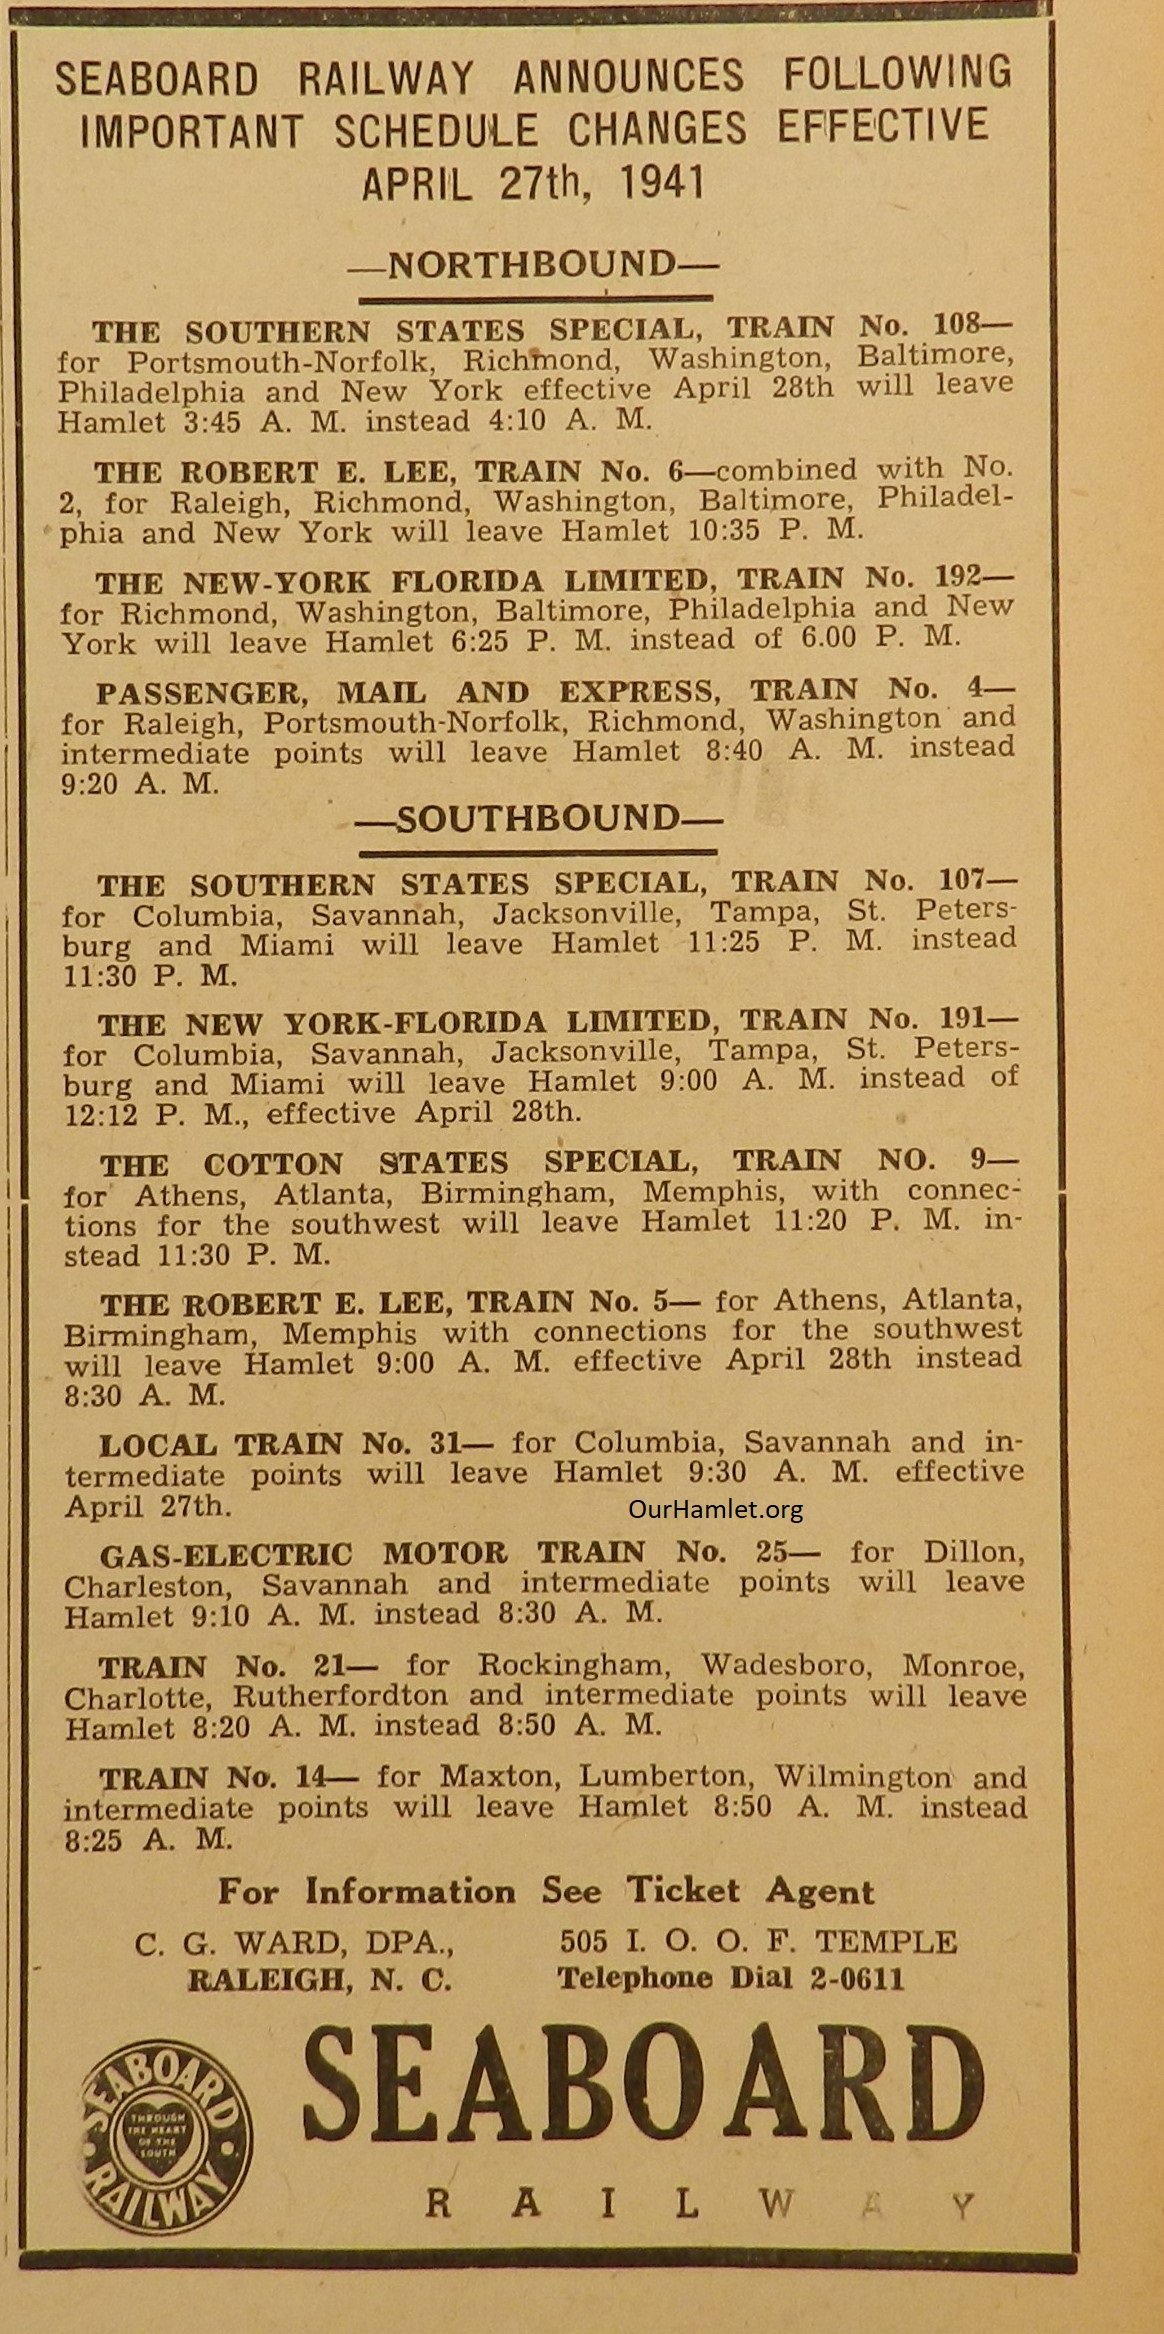 SEABOARD RAILWAY ANNOUNCES FOLLOWING
IMPORTANT SCHEDULE CHANGES EFFECTIVE
APRIL 27th, 1941
—NORTHBOUND—
THE SOUTHERN STATES SPECIAL, TRAIN No. 108—
for Portsmouth-Norfolk, Richmond, Washington, Baltimore,
Philadelphia and New York effective April 28th will leave
Hamlet 3:45 A. M. instead 4:10 A. M.
THE ROBERT E. LEE, TRAIN No. 6—combined with No.
2, for Raleigh, Richmond, Washington, Baltimore, Philadel-
phia and New York will leave Hamlet 10:35 P. M.
THE NEW-YORK FLORIDA LIMITED, TRAIN No. 192—
for Richmond, Washington, Baltimore, Philadelphia and New
York will leave Hamlet 6:25 P. M. instead of 6.00 P. M.
PASSENGER, MAIL AND EXPRESS, TRAIN No. 4—
for Raleigh, Portsmouth-Norfolk, Richmond, Washington and
intermediate points will leave Hamlet 8:40 A. M. instead
9:20 A. M.
—SOUTHBOUND—
THE SOUTHERN STATES SPECIAL, TRAIN No. 107—
for Columbia, Savannah, Jacksonville, Tampa, St. Peters-
burg and Miami will leave Hamlet 11:25 P. M. instead
11:30 P. M.
THE NEW YORK-FLORIDA LIMITED, TRAIN No. 191—
for Columbia, Savannah, Jacksonville, Tampa, St. Peters-
burg and Miami will leave Hamlet 9:00 A. M. instead of
12:12 P. M., effective April 28th.
THE COTTON STATES SPECIAL, TRAIN NO. 9—
for Athens, Atlanta, Birmingham, Memphis, with connec-
tions for the southwest will leave Hamlet 11:20 P. M. in-
stead 11:30 P. M.
THE ROBERT E. LEE, TRAIN No. 5— for Athens, Atlanta,
Birmingham, Memphis with connections for the southwest
will leave Hamlet 9:00 A. M. effective April 28th instead
8:30 A. M.
LOCAL TRAIN No. 31— for Columbia, Savannah and in-
termediate points will leave Hamlet 9:30 A. M. effective
April 27th.
OurHamlet.org
GAS-ELECTRIC MOTOR TRAIN No. 25— for Dillon,
Charleston, Savannah and intermediate points will leave
Hamlet 9:10 A. M. instead 8:30 A. M.
TRAIN No. 21— for Rockingham, Wadesboro, Monroe,
Charlotte, Rutherfordton and intermediate points will leave
Hamlet 8:20 A. M. instead 8:50 A. M.
TRAIN No. 14— for Maxton, Lumberton, Wilmington and
intermediate points will leave Hamlet 8:50 A. M. instead
8:25 A. M.
For Information See Ticket Agent
C. G. WARD, DPA., 505 I. O. O. F. TEMPLE
RALEIGH, N. C. Telephone Dial 2-0611
SEABOARD
RAILWAY
SEABOARD
THROUGH
THE HEART
OF THE
SOUTH
RAILWAY